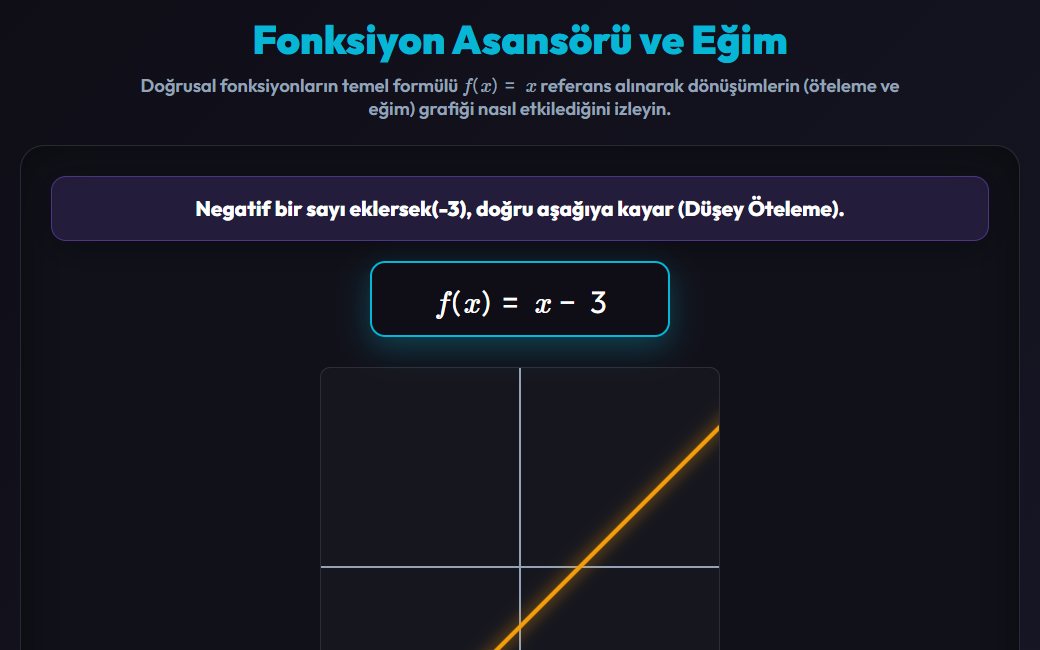 Fonksiyon Asansörü ve Eğim
Doğrusal fonksiyonların temel formülü f(x) = x referans alınarak dönüşümlerin (öteleme ve
eğim) grafiği nasıl etkilediğini izleyin.
Negatif bir sayı eklersek(-3), doğru aşağıya kayar (Düşey Öteleme).
f(x) = x − 3